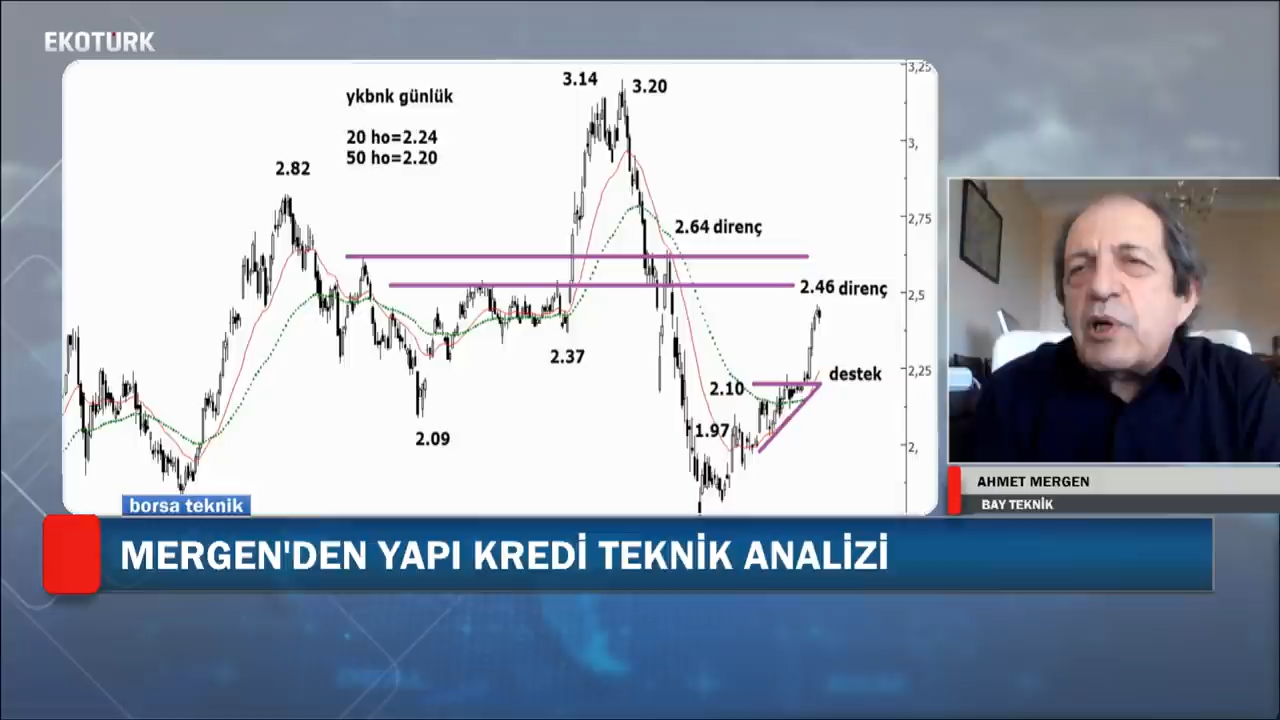 EKOTÜRK
3.14
3.20
3,25
ykbnk günlük
20 ho=2.24
50 ho=2.20
3,
2.82
2,75
2.64 direnç
2.46 direnç
2,5
2.37
2,25
destek
2.10
1.97
2.09
2,
borsa teknik
AHMET MERGEN
BAY TEKNİK
MERGEN'DEN YAPI KREDİ TEKNİK ANALİZİ